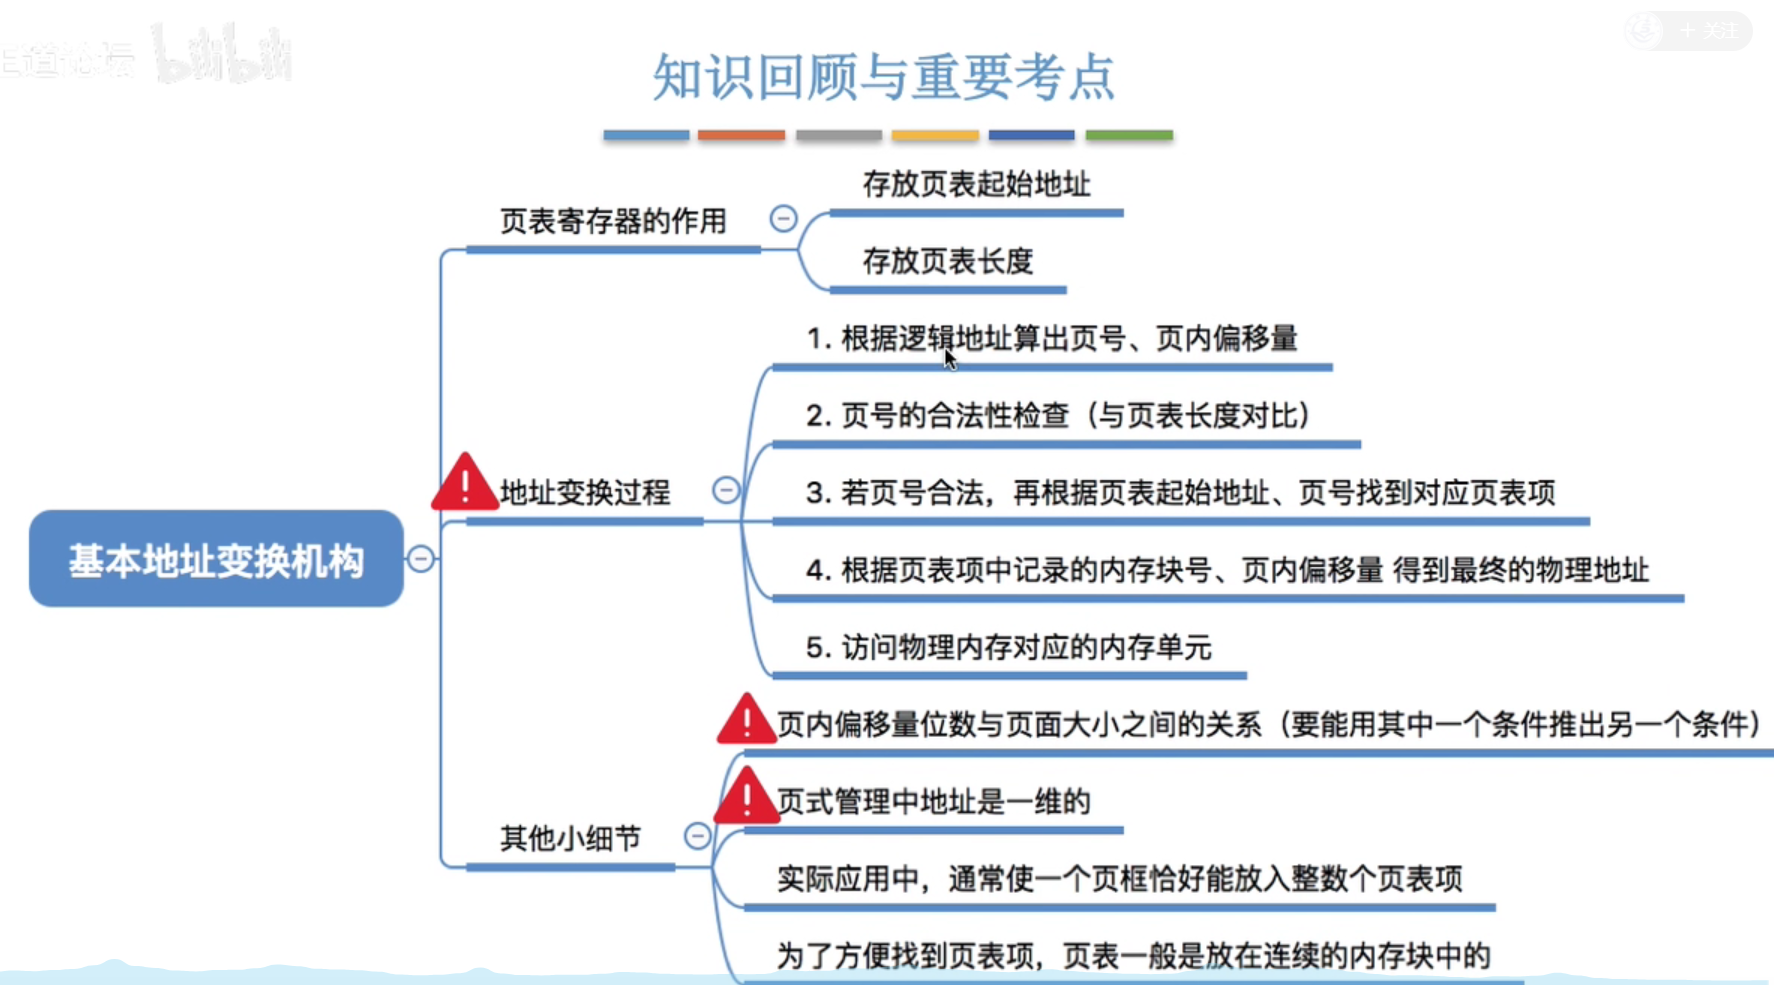 王道论坛 bilibili
+ 关注
知识回顾与重要考点
存放页表起始地址
页表寄存器的作用
存放页表长度
1. 根据逻辑地址算出页号、页内偏移量
2. 页号的合法性检查（与页表长度对比）
地址变换过程
3. 若页号合法，再根据页表起始地址、页号找到对应页表项
基本地址变换机构
4. 根据页表项中记录的内存块号、页内偏移量 得到最终的物理地址
5. 访问物理内存对应的内存单元
页内偏移量位数与页面大小之间的关系（要能用其中一个条件推出另一个条件）
页式管理中地址是一维的
其他小细节
实际应用中，通常使一个页框恰好能放入整数个页表项
为了方便找到页表项，页表一般是放在连续的内存块中的